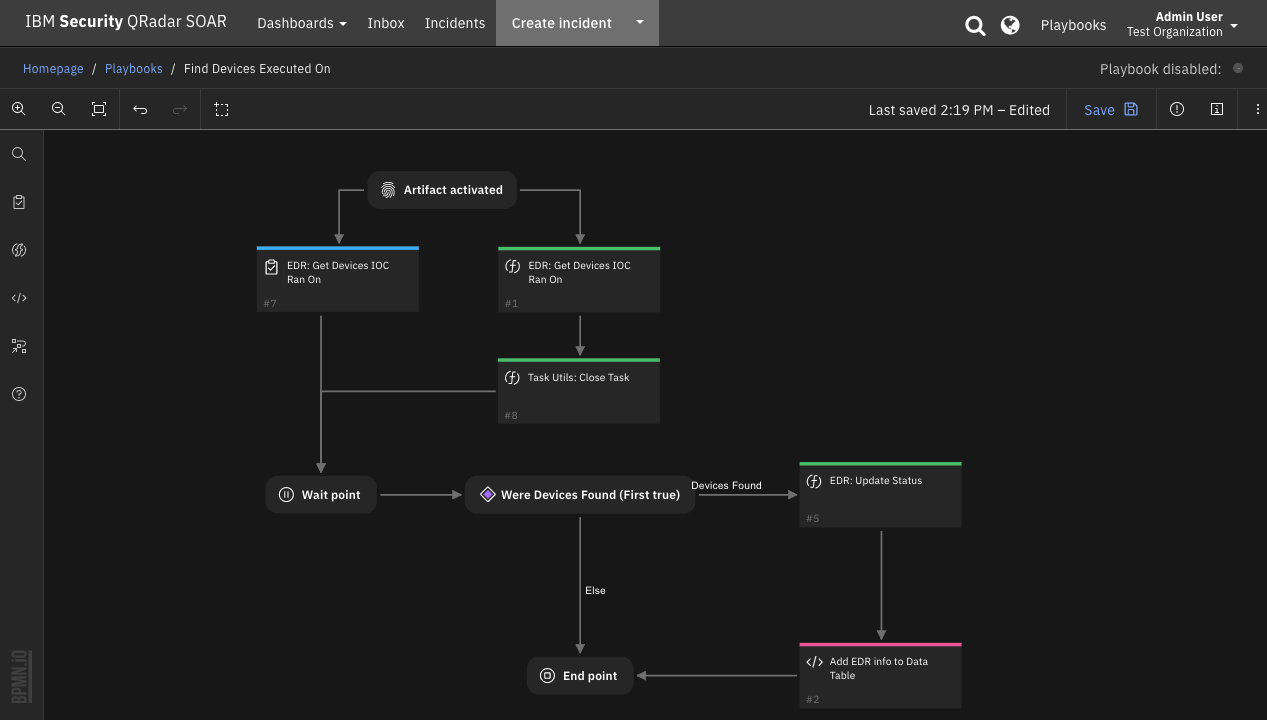 IBM Security QRadar SOAR
Dashboards
Inbox
Incidents
Create incident
Playbooks
Admin User
Test Organization
Homepage / Playbooks / Find Devices Executed On
Playbook disabled:
Last saved 2:19 PM – Edited
Save
Artifact activated
EDR: Get Devices IOC
Ran On
#7
EDR: Get Devices IOC
Ran On
#1
Task Utils: Close Task
#8
Wait point
Were Devices Found (First true)
Devices Found
EDR: Update Status
#5
Else
End point
Add EDR info to Data
Table
#2
BPMN.iO